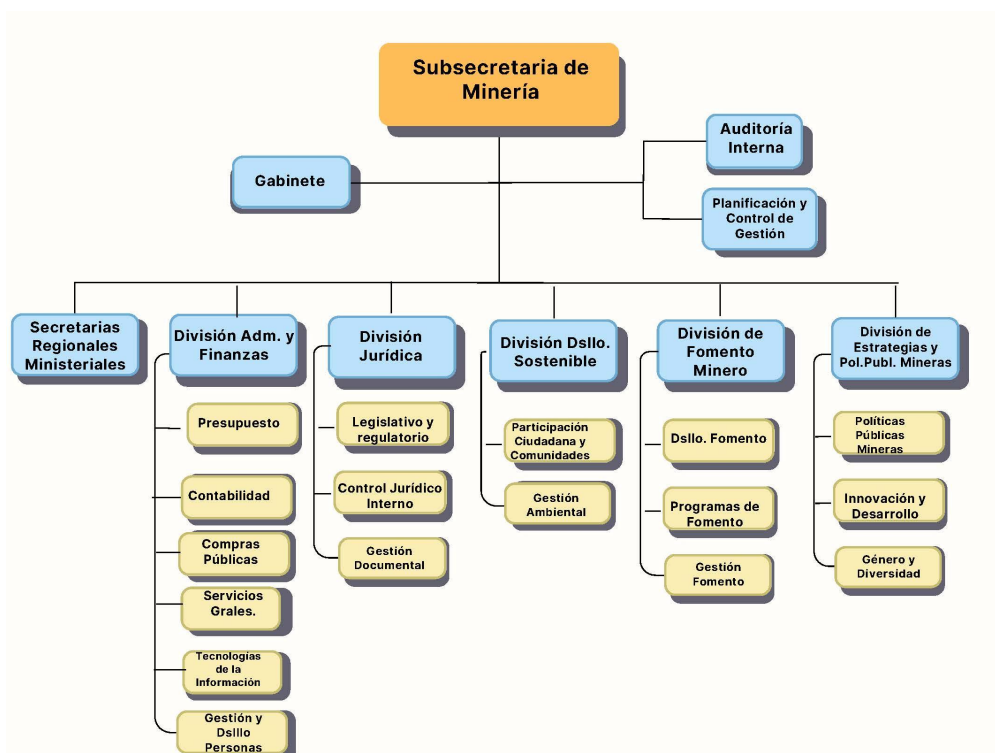 Subsecretaria de
Minería
Auditoría
Interna
Gabinete
Planificación y
Control de
Gestión
Secretarias
Regionales
Ministeriales
División Adm. y
Finanzas
División
Jurídica
División Dsllo.
Sostenible
División de
Fomento
Minero
División de
Estrategias y
Pol.Publ. Mineras
Presupuesto
Contabilidad
Compras
Públicas
Servicios
Grales.
Tecnologías
de la
Información
Gestión y
Dslllo
Personas
Legislativo y
regulatorio
Control Jurídico
Interno
Gestión
Documental
Participación
Ciudadana y
Comunidades
Gestión
Ambiental
Dsllo. Fomento
Programas de
Fomento
Gestión
Fomento
Políticas
Públicas
Mineras
Innovación y
Desarrollo
Género y
Diversidad